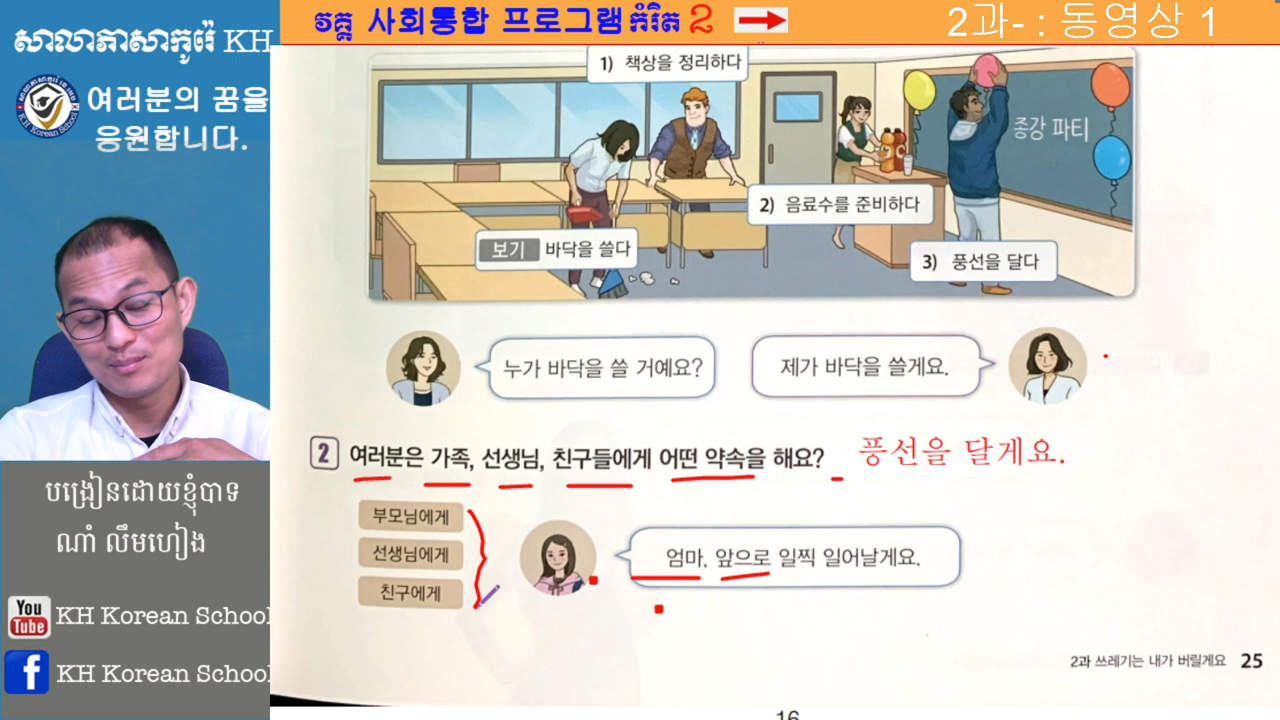 សាលាភាសាកូរ៉េ KH
여러분의 꿈을
응원합니다.
វគ្គ 사회통합 프로그램 កំរិត 2
2과- : 동영상 1
1) 책상을 정리하다
종강 파티
2) 음료수를 준비하다
보기 바닥을 쓸다
3) 풍선을 달다
누가 바닥을 쓸 거예요?
제가 바닥을 쓸게요.
2 여러분은 가족, 선생님, 친구들에게 어떤 약속을 해요?
풍선을 달게요.
부모님에게
선생님에게
친구에게
엄마, 앞으로 일찍 일어날게요.
បង្រៀនដោយខ្ញុំបាទ
ណាំ លឹមហៀង
You Tube KH Korean School
f KH Korean School
2과 쓰레기는 내가 버릴게요 25